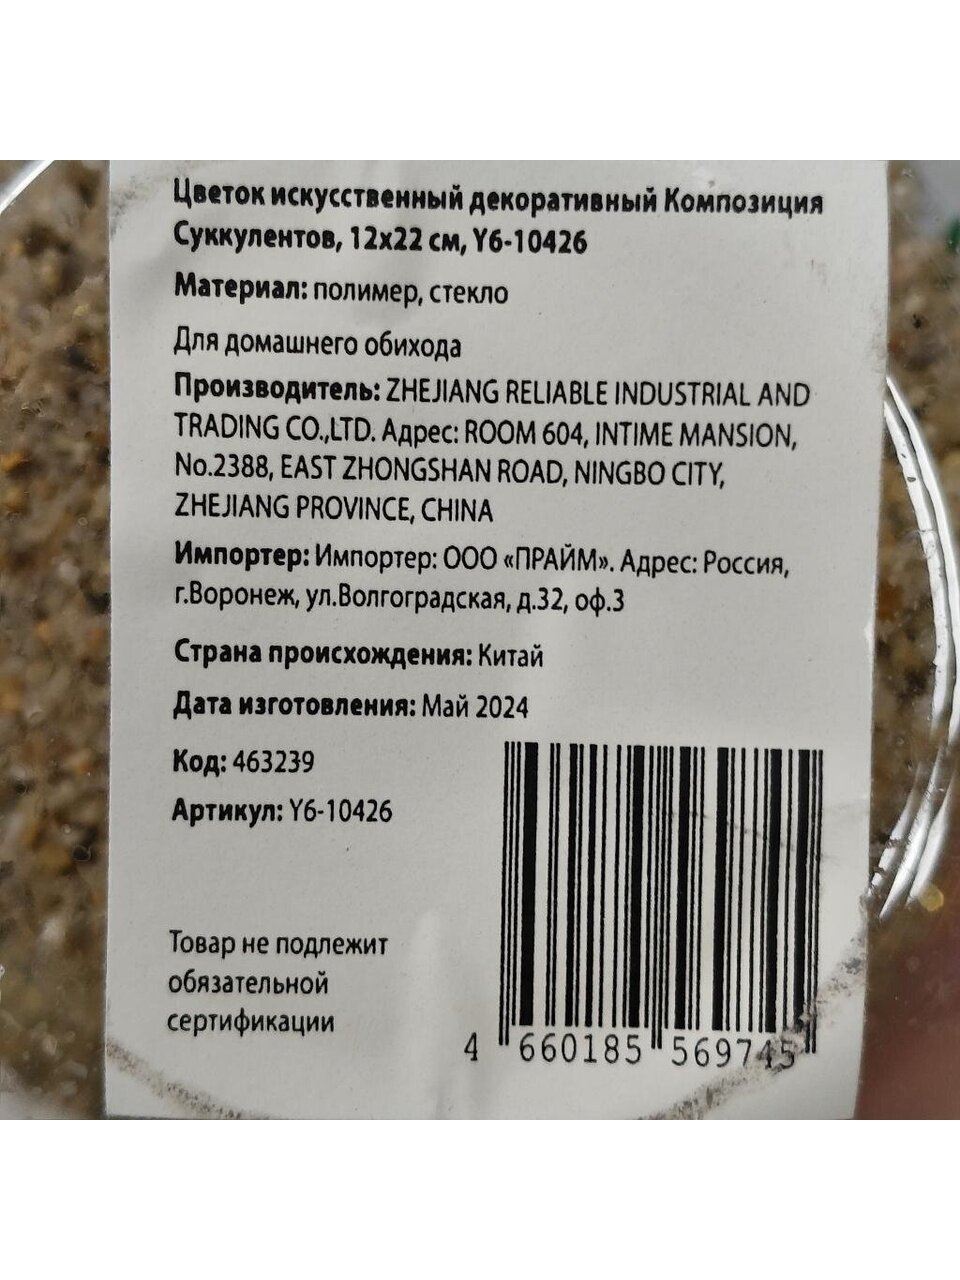 Цветок искусственный декоративный Композиция
Суккулентов, 12х22 см, Y6-10426
Материал: полимер, стекло
Для домашнего обихода
Производитель: ZHEJIANG RELIABLE INDUSTRIAL AND
TRADING CO.,LTD. Адрес: ROOM 604, INTIME MANSION,
No.2388, EAST ZHONGSHAN ROAD, NINGBO CITY,
ZHEJIANG PROVINCE, CHINA
Импортер: Импортер: ООО «ПРАЙМ». Адрес: Россия,
г.Воронеж, ул.Волгоградская, д.32, оф.3
Страна происхождения: Китай
Дата изготовления: Май 2024
Код: 463239
Артикул: Y6-10426
Товар не подлежит
обязательной
сертификации
4 660185 569745